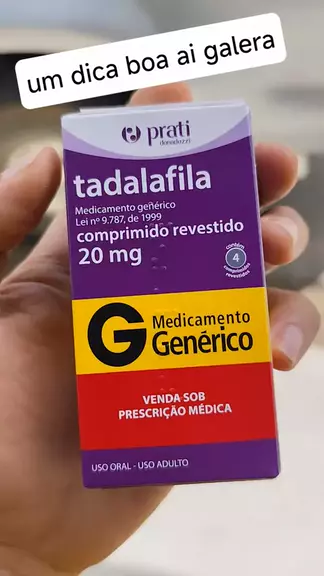 um dica boa ai galera
prati
donaduzzi
tadalafila
Medicamento genérico
Lei nº 9.787, de 1999
comprimido revestido
20 mg
contém
4
comprimidos
revestidos
G Medicamento
Genérico
VENDA SOB
PRESCRIÇÃO MÉDICA
USO ORAL - USO ADULTO